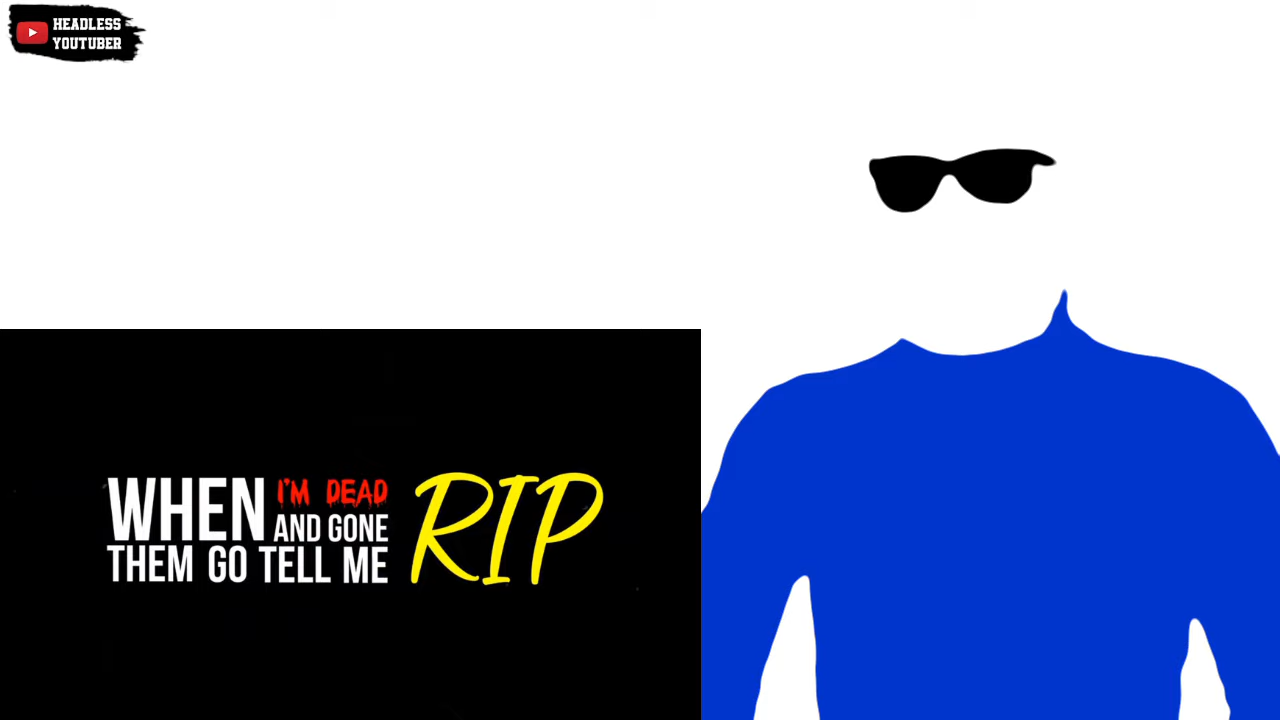 HEADLESS
YOUTUBER
WHEN I'M DEAD
AND GONE
THEM GO TELL ME
RIP